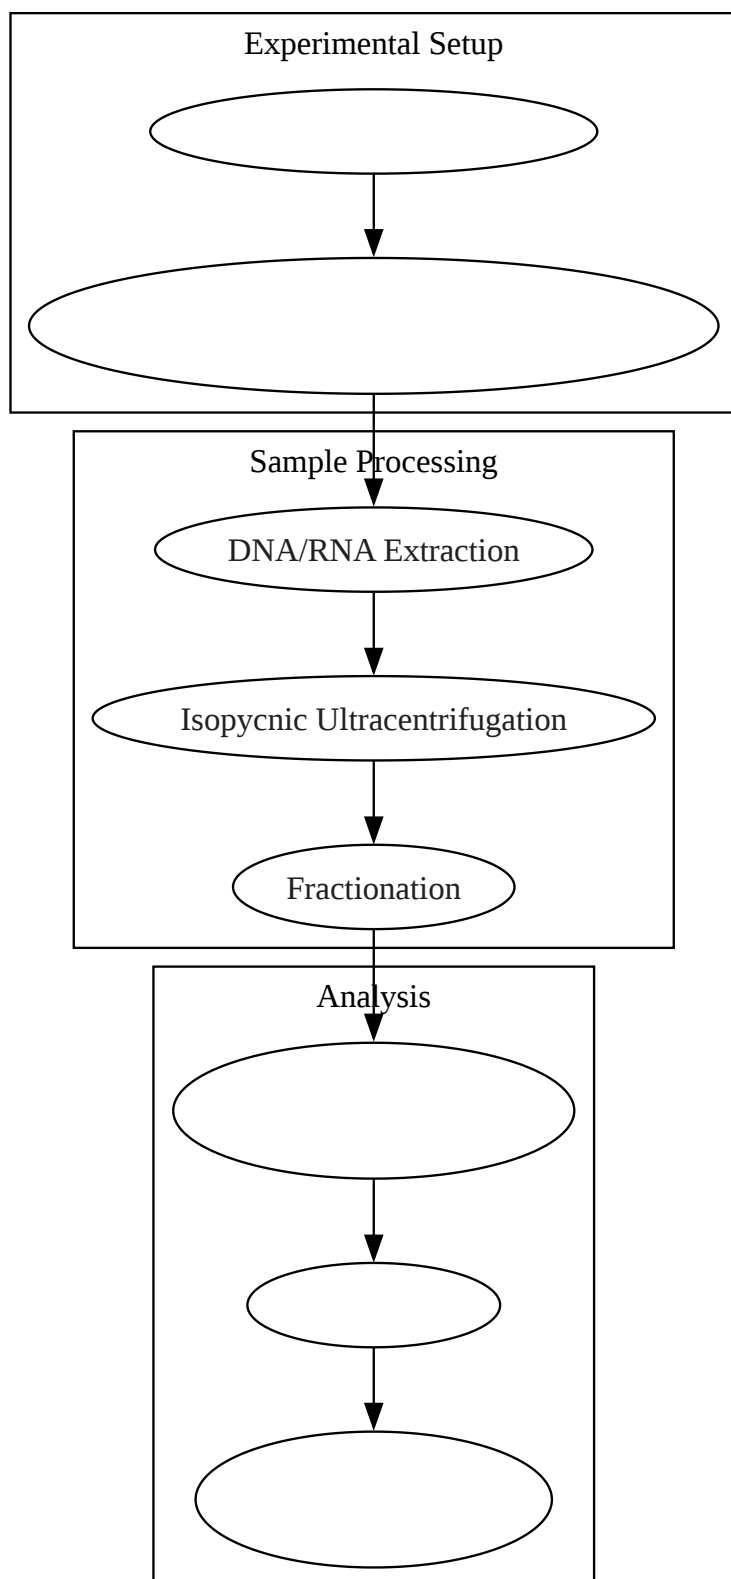 Experimental Setup
Sample Processing
DNA/RNA Extraction
Isopycnic Ultracentrifugation
Fractionation
Analysis